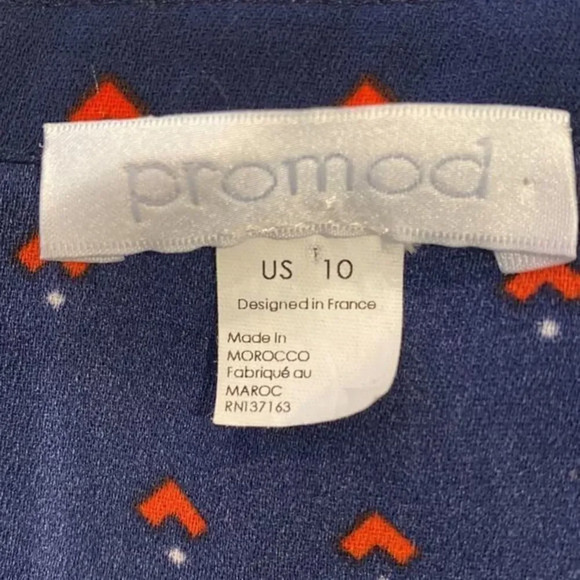 promod
US 10
Designed in France
Made In
MOROCCO
Fabriqué au
MAROC
RN137163